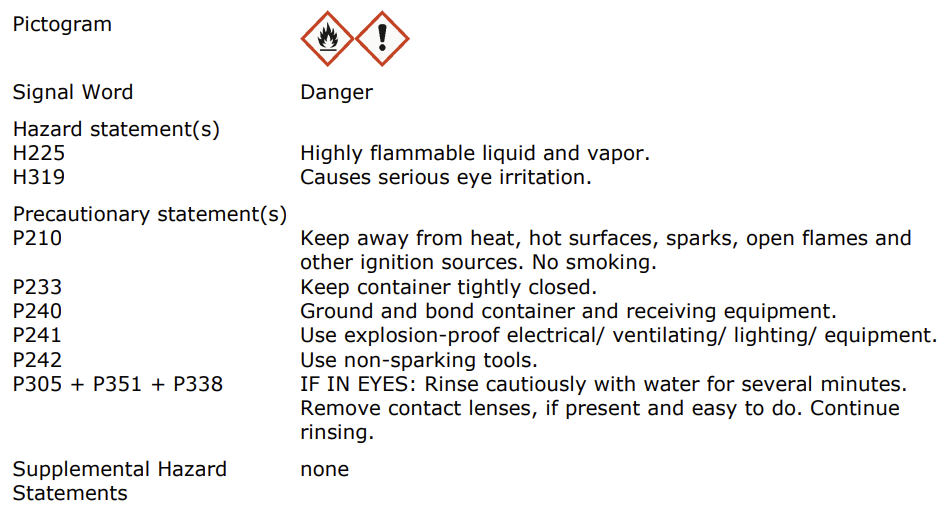 Pictogram
Signal Word Danger
Hazard statement(s)
H225 Highly flammable liquid and vapor.
H319 Causes serious eye irritation.
Precautionary statement(s)
P210 Keep away from heat, hot surfaces, sparks, open flames and
other ignition sources. No smoking.
P233 Keep container tightly closed.
P240 Ground and bond container and receiving equipment.
P241 Use explosion-proof electrical/ ventilating/ lighting/ equipment.
P242 Use non-sparking tools.
P305 + P351 + P338 IF IN EYES: Rinse cautiously with water for several minutes.
Remove contact lenses, if present and easy to do. Continue
rinsing.
Supplemental Hazard none
Statements